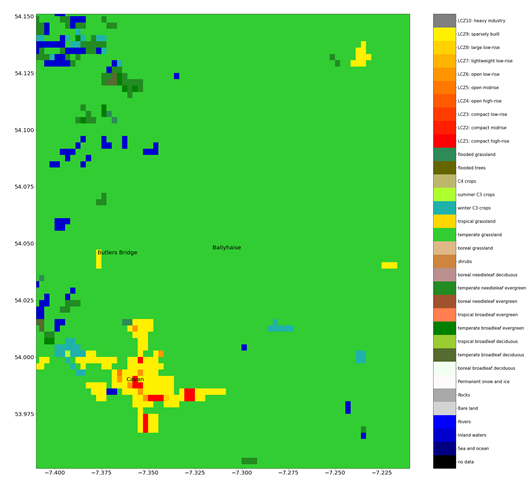 54.150
54.125
54.100
54.075
54.050
54.025
54.000
53.975
−7.400
−7.375
−7.350
−7.325
−7.300
−7.275
−7.250
−7.225
Butlers Bridge
Ballyhaise
Cavan
LCZ10: heavy industry
LCZ9: sparsely built
LCZ8: large low-rise
LCZ7: lightweight low-rise
LCZ6: open low-rise
LCZ5: open midrise
LCZ4: open high-rise
LCZ3: compact low-rise
LCZ2: compact midrise
LCZ1: compact high-rise
flooded grassland
flooded trees
C4 crops
summer C3 crops
winter C3 crops
tropical grassland
temperate grassland
boreal grassland
shrubs
boreal needleleaf deciduous
temperate needleleaf evergreen
boreal needleleaf evergreen
tropical broadleaf evergreen
temperate broadleaf evergreen
tropical broadleaf deciduous
temperate broadleaf deciduous
boreal broadleaf deciduous
Permanent snow and ice
Rocks
Bare land
Rivers
Inland waters
Sea and ocean
no data